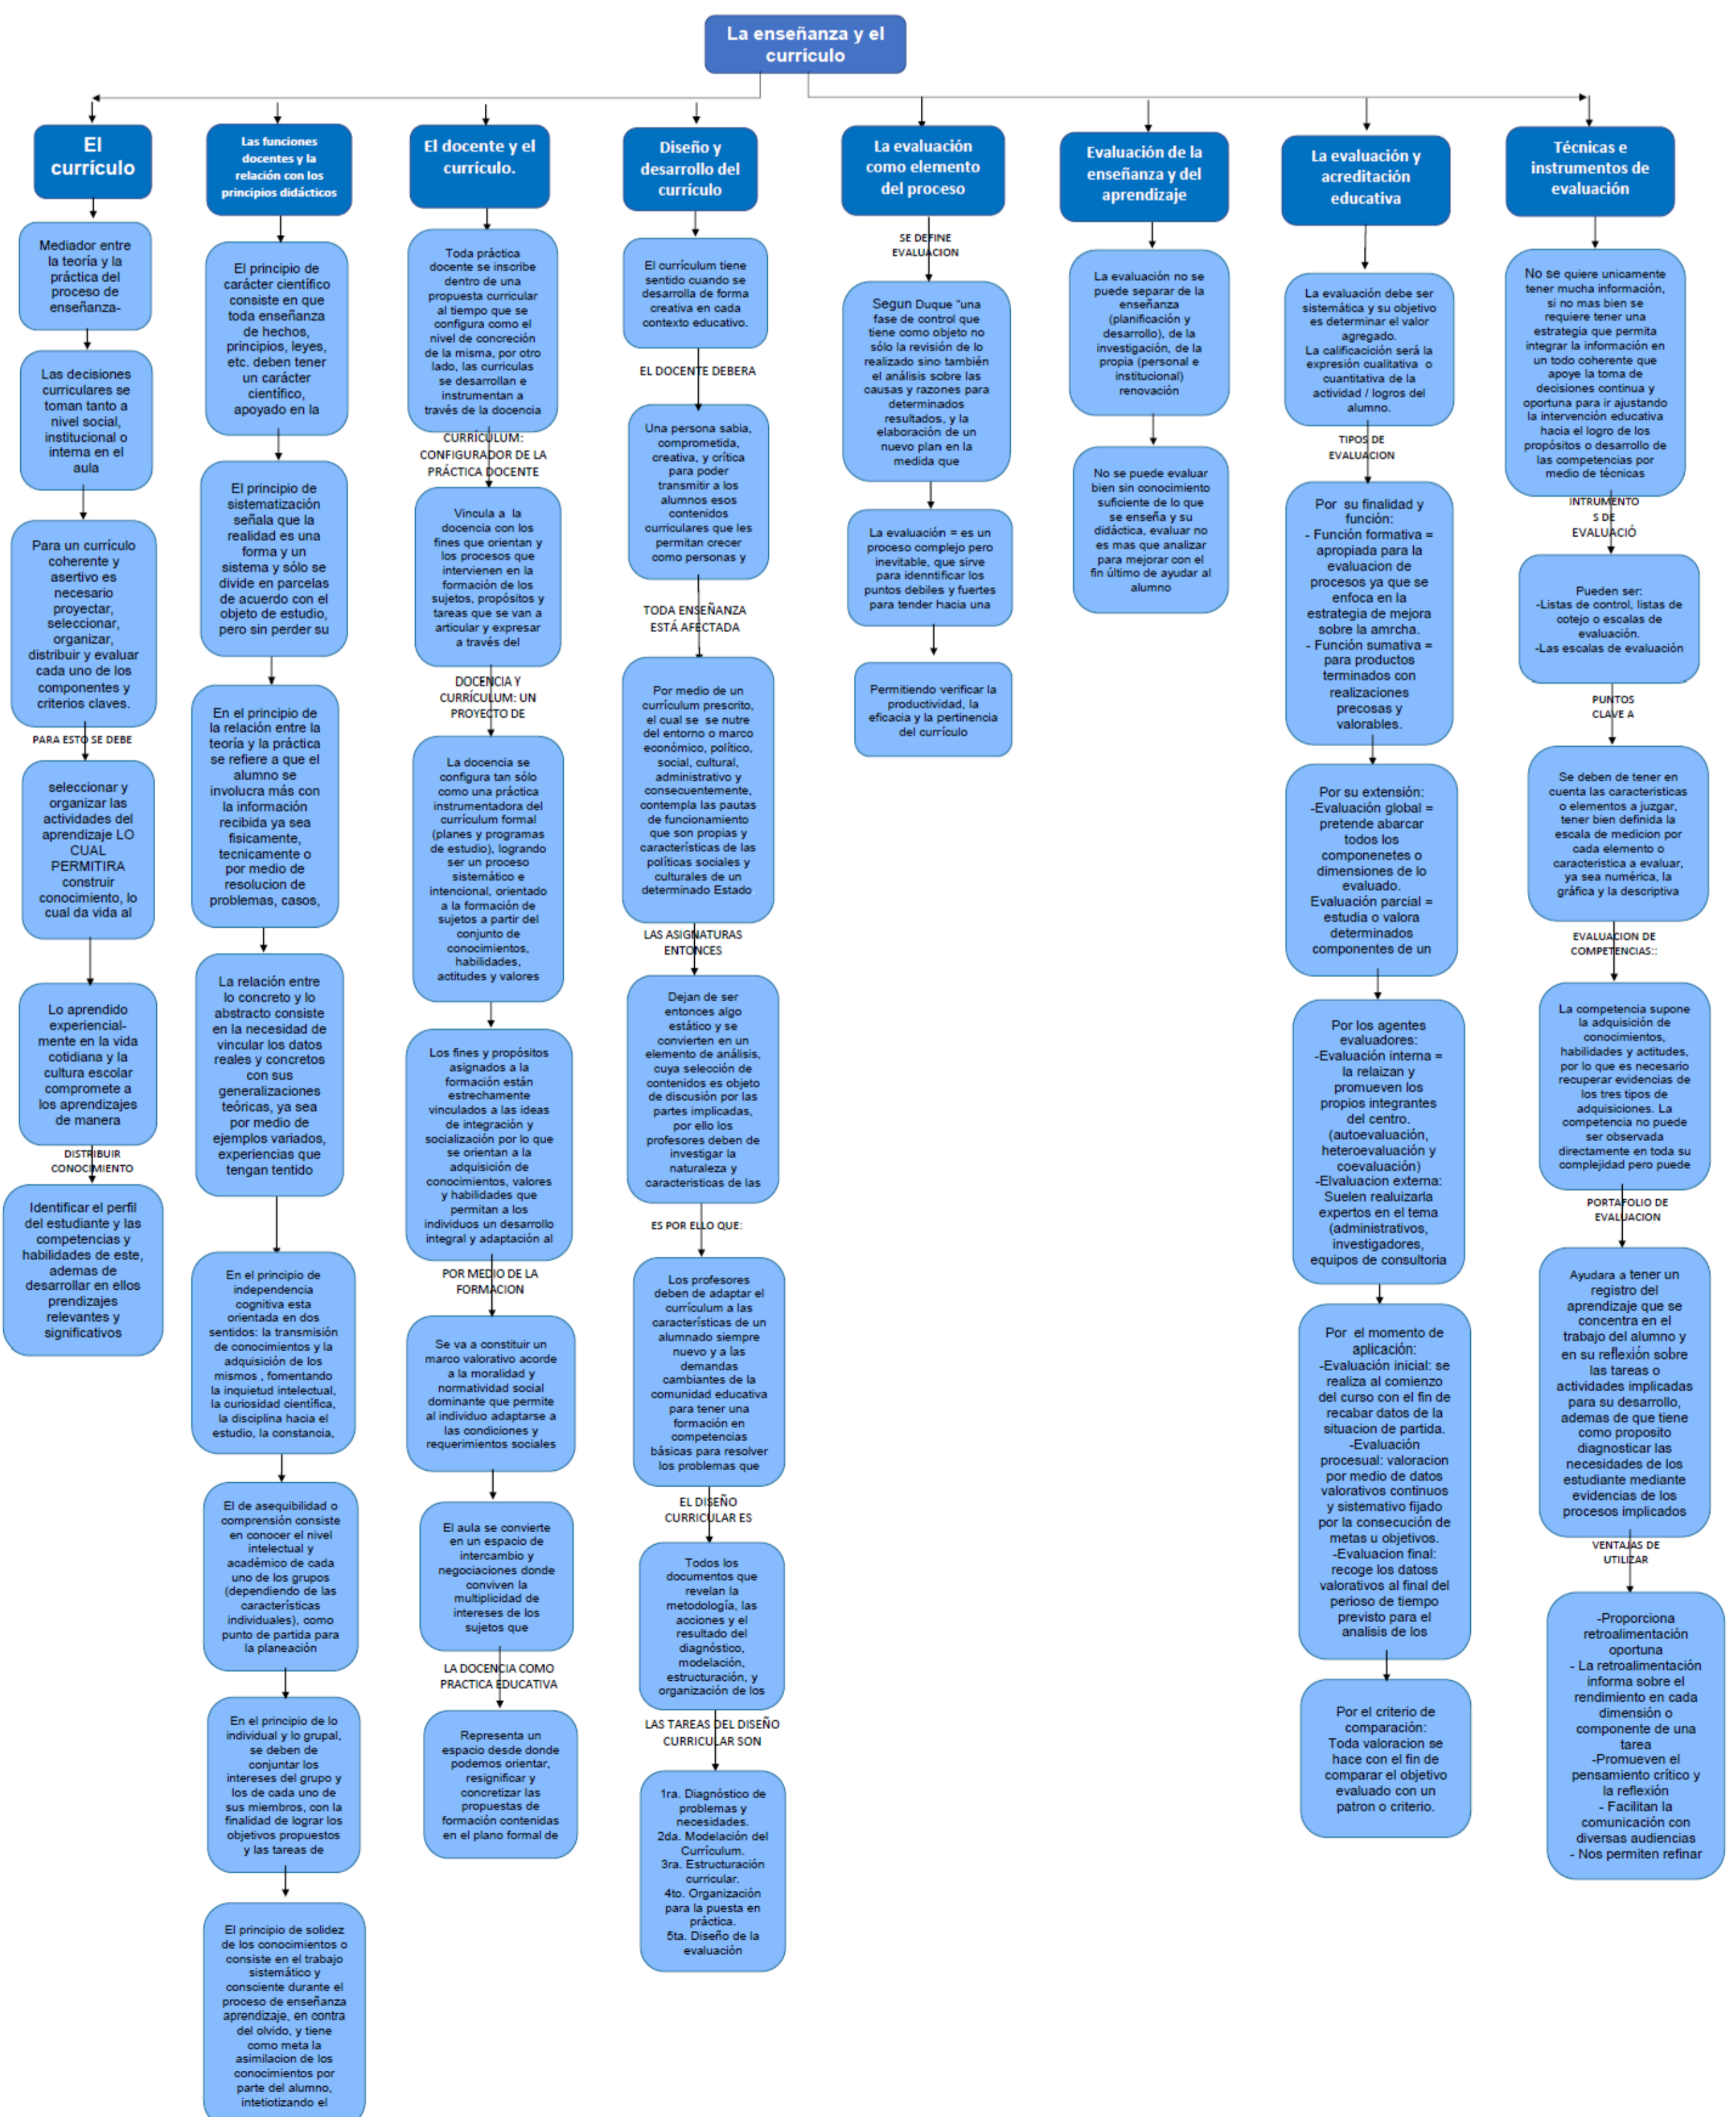 La enseñanza y el
currículo
El
currículo
Mediador entre
la teoría y la
práctica del
proceso de
enseñanza-
Las decisiones
curriculares se
toman tanto a
nivel social,
institucional o
interna en el
aula
Para un currículo
coherente y
asertivo es
necesario
proyectar,
seleccionar,
organizar,
distribuir y evaluar
cada uno de los
componentes y
criterios claves.
PARA ESTO SE DEBE
seleccionar y
organizar las
actividades del
aprendizaje LO
CUAL
PERMITIRA
construir
conocimiento, lo
cual da vida al
Lo aprendido
experiencial-
mente en la vida
cotidiana y la
cultura escolar
compromete a
los aprendizajes
de manera
DISTRIBUIR
CONOCIMIENTO
Identificar el perfil
del estudiante y las
competencias y
habilidades de este,
ademas de
desarrollar en ellos
prendizajes
relevantes y
significativos
Las funciones
docentes y la
relación con los
principios didácticos
El principio de
carácter científico
consiste en que
toda enseñanza
de hechos,
principios, leyes,
etc. deben tener
un carácter
científico,
apoyado en la
El principio de
sistematización
señala que la
realidad es una
forma y un
sistema y sólo se
divide en parcelas
de acuerdo con el
objeto de estudio,
pero sin perder su
En el principio de
la relación entre la
teoría y la práctica
se refiere a que el
alumno se
involucra más con
la información
recibida ya sea
fisicamente,
tecnicamente o
por medio de
resolucion de
problemas, casos,
La relación entre
lo concreto y lo
abstracto consiste
en la necesidad de
vincular los datos
reales y concretos
con sus
generalizaciones
teóricas, ya sea
por medio de
ejemplos variados,
experiencias que
tengan tentido
En el principio de
independencia
cognitiva esta
orientada en dos
sentidos: la transmisión
de conocimientos y la
adquisición de los
mismos , fomentando
la inquietud intelectual,
la curiosidad científica,
la disciplina hacia el
estudio, la constancia,
El de asequibilidad o
comprensión consiste
en conocer el nivel
intelectual y
académico de cada
uno de los grupos
(dependiendo de las
características
individuales), como
punto de partida para
la planeación
En el principio de lo
individual y lo grupal,
se deben de
conjuntar los
intereses del grupo y
los de cada uno de
sus miembros, con la
finalidad de lograr los
objetivos propuestos
y las tareas de
El principio de solidez
de los conocimientos o
consiste en el trabajo
sistemático y
consciente durante el
proceso de enseñanza
aprendizaje, en contra
del olvido, y tiene
como meta la
asimilacion de los
conocimientos por
parte del alumno,
intetiotizando el
El docente y el
currículo.
Toda práctica
docente se inscribe
dentro de una
propuesta curricular
al tiempo que se
configura como el
nivel de concreción
de la misma, por otro
lado, las curriculas
se desarrollan e
instrumentan a
través de la docencia
CURRÍCULUM:
CONFIGURADOR DE LA
PRÁCTICA DOCENTE
Vincula a la
docencia con los
fines que orientan y
los procesos que
intervienen en la
formación de los
sujetos, propósitos y
tareas que se van a
articular y expresar
a través del
DOCENCIA Y
CURRÍCULUM: UN
PROYECTO DE
La docencia se
configura tan sólo
como una práctica
instrumentadora del
currículum formal
(planes y programas
de estudio), logrando
ser un proceso
sistemático e
intencional, orientado
a la formación de
sujetos a partir del
conjunto de
conocimientos,
habilidades,
actitudes y valores
Los fines y propósitos
asignados a la
formación están
estrechamente
vinculados a las ideas
de integración y
socialización por lo que
se orientan a la
adquisición de
conocimientos, valores
y habilidades que
permitan a los
individuos un desarrollo
integral y adaptación al
POR MEDIO DE LA
FORMACION
Se va a constituir un
marco valorativo acorde
a la moralidad y
normatividad social
dominante que permite
al individuo adaptarse a
las condiciones y
requerimientos sociales
El aula se convierte
en un espacio de
intercambio y
negociaciones donde
conviven la
multiplicidad de
intereses de los
sujetos que
LA DOCENCIA COMO
PRACTICA EDUCATIVA
Representa un
espacio desde donde
podemos orientar,
resignificar y
concretizar las
propuestas de
formación contenidas
en el plano formal de
Diseño y
desarrollo del
currículo
El currículum tiene
sentido cuando se
desarrolla de forma
creativa en cada
contexto educativo.
EL DOCENTE DEBERA
Una persona sabia,
comprometida,
creativa, y crítica
para poder
transmitir a los
alumnos esos
contenidos
curriculares que les
permitan crecer
como personas y
TODA ENSEÑANZA
ESTÁ AFECTADA
Por medio de un
currículum prescrito,
el cual se se nutre
del entorno o marco
económico, político,
social, cultural,
administrativo y
consecuentemente,
contempla las pautas
de funcionamiento
que son propias y
características de las
políticas sociales y
culturales de un
determinado Estado
LAS ASIGNATURAS
ENTONCES
Dejan de ser
entonces algo
estático y se
convierten en un
elemento de análisis,
cuya selección de
contenidos es objeto
de discusión por las
partes implicadas,
por ello los
profesores deben de
investigar la
naturaleza y
caracteristicas de las
ES POR ELLO QUE:
Los profesores
deben de adaptar el
currículum a las
características de un
alumnado siempre
nuevo y a las
demandas
cambiantes de la
comunidad educativa
para tener una
formación en
competencias
básicas para resolver
los problemas que
EL DISEÑO
CURRICULAR ES
Todos los
documentos que
revelan la
metodología, las
acciones y el
resultado del
diagnóstico,
modelación,
estructuración, y
organización de los
LAS TAREAS DEL DISEÑO
CURRICULAR SON
1ra. Diagnóstico de
problemas y
necesidades.
2da. Modelación del
Currículum.
3ra. Estructuración
curricular.
4to. Organización
para la puesta en
práctica.
5ta. Diseño de la
evaluación
La evaluación
como elemento
del proceso
SE DEFINE
EVALUACION
Segun Duque "una
fase de control que
tiene como objeto no
sólo la revisión de lo
realizado sino también
el análisis sobre las
causas y razones para
determinados
resultados, y la
elaboración de un
nuevo plan en la
medida que
La evaluación = es un
proceso complejo pero
inevitable, que sirve
para idenntificar los
puntos debiles y fuertes
para tender hacia una
Permitiendo verificar la
productividad, la
eficacia y la pertinencia
del currículo
Evaluación de la
enseñanza y del
aprendizaje
La evaluación no se
puede separar de la
enseñanza
(planificación y
desarrollo), de la
investigación, de la
propia (personal e
institucional)
renovación
No se puede evaluar
bien sin conocimiento
suficiente de lo que
se enseña y su
didáctica, evaluar no
es mas que analizar
para mejorar con el
fin último de ayudar al
alumno
La evaluación y
acreditación
educativa
La evaluación debe ser
sistemática y su objetivo
es determinar el valor
agregado.
La calificacición será la
expresión cualitativa o
cuantitativa de la
actividad / logros del
alumno.
TIPOS DE
EVALUACION
Por su finalidad y
función:
- Función formativa =
apropiada para la
evaluacion de
procesos ya que se
enfoca en la
estrategia de mejora
sobre la amrcha.
- Función sumativa =
para productos
terminados con
realizaciones
precosas y
valorables.
Por su extensión:
-Evaluación global =
pretende abarcar
todos los
componenetes o
dimensiones de lo
evaluado.
Evaluación parcial =
estudia o valora
determinados
componentes de un
Por los agentes
evaluadores:
-Evaluación interna =
la relaizan y
promueven los
propios integrantes
del centro.
(autoevaluación,
heteroevaluación y
coevaluación)
-Elvaluacion externa:
Suelen realuizarla
expertos en el tema
(administrativos,
investigadores,
equipos de consultoria
Por el momento de
aplicación:
-Evaluación inicial: se
realiza al comienzo
del curso con el fin de
recabar datos de la
situacion de partida.
-Evaluación
procesual: valoracion
por medio de datos
valorativos continuos
y sistemativo fijado
por la consecución de
metas u objetivos.
-Evaluacion final:
recoge los datoss
valorativos al final del
perioso de tiempo
previsto para el
analisis de los
Por el criterio de
comparación:
Toda valoracion se
hace con el fin de
comparar el objetivo
evaluado con un
patron o criterio.
Técnicas e
instrumentos de
evaluación
No se quiere unicamente
tener mucha información,
si no mas bien se
requiere tener una
estrategia que permita
integrar la información en
un todo coherente que
apoye la toma de
decisiones continua y
oportuna para ir ajustando
la intervención educativa
hacia el logro de los
propósitos o desarrollo de
las competencias por
medio de técnicas
INTRUMENTO
S DE
EVALUACIÓ
Pueden ser:
-Listas de control, listas de
cotejo o escalas de
evaluación.
-Las escalas de evaluación
PUNTOS
CLAVE A
Se deben de tener en
cuenta las caracteristicas
o elementos a juzgar,
tener bien definida la
escala de medicion por
cada elemento o
caracteristica a evaluar,
ya sea numérica, la
gráfica y la descriptiva
EVALUACION DE
COMPETENCIAS::
La competencia supone
la adquisición de
conocimientos,
habilidades y actitudes,
por lo que es necesario
recuperar evidencias de
los tres tipos de
adquisiciones. La
competencia no puede
ser observada
directamente en toda su
complejidad pero puede
PORTAFOLIO DE
EVALUACION
Ayudara a tener un
registro del
aprendizaje que se
concentra en el
trabajo del alumno y
en su reflexión sobre
las tareas o
actividades implicadas
para su desarrollo,
ademas de que tiene
como proposito
diagnosticar las
necesidades de los
estudiante mediante
evidencias de los
procesos implicados
VENTAJAS DE
UTILIZAR
-Proporciona
retroalimentación
oportuna
- La retroalimentación
informa sobre el
rendimiento en cada
dimensión o
componente de una
tarea
-Promueven el
pensamiento crítico y
la reflexión
- Facilitan la
comunicación con
diversas audiencias
- Nos permiten refinar